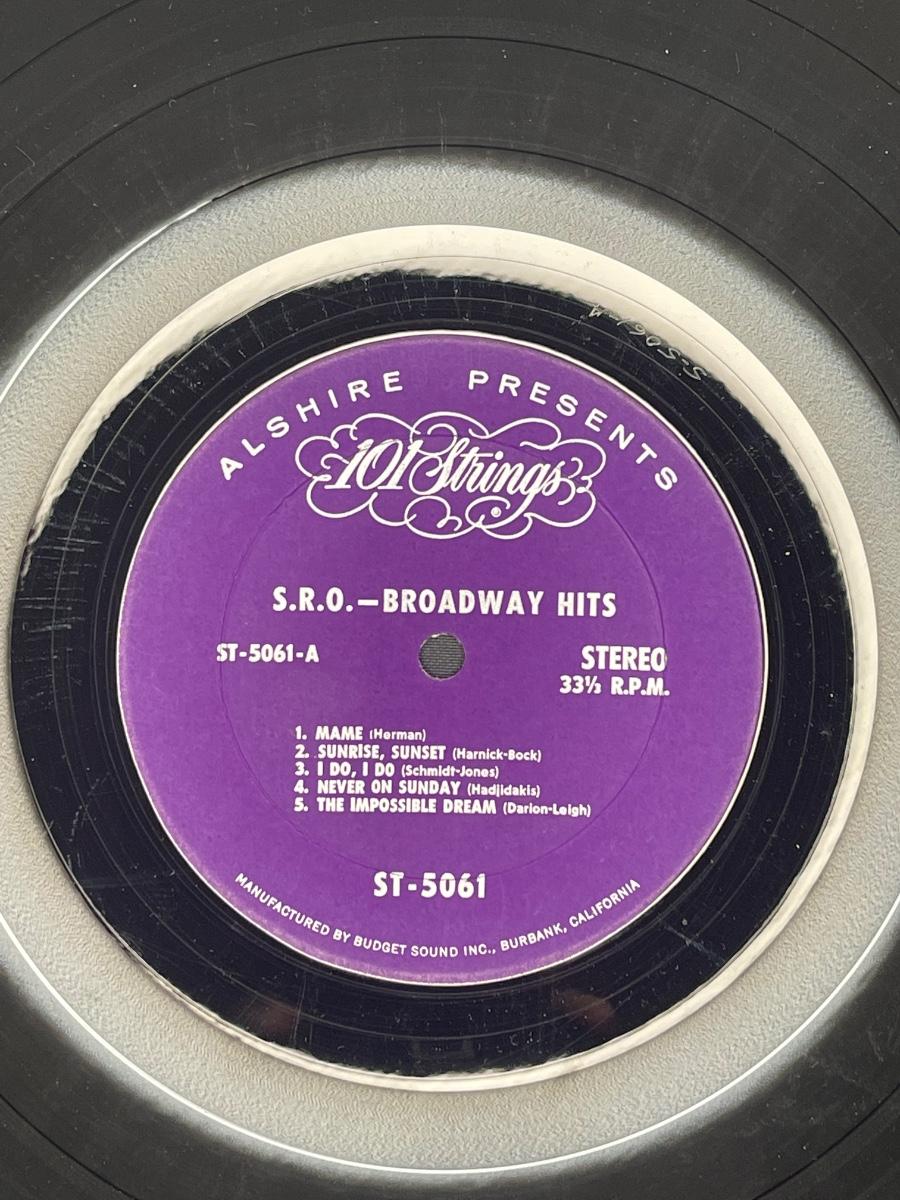 ALSHIRE PRESENTS
101 Strings
®
S.R.O.—BROADWAY HITS
ST-5061-A
STEREO
33⅓ R.P.M.
1. MAME (Herman)
2. SUNRISE, SUNSET (Harnick-Bock)
3. I DO, I DO (Schmidt-Jones)
4. NEVER ON SUNDAY (Hadjidakis)
5. THE IMPOSSIBLE DREAM (Darion-Leigh)
ST-5061
MANUFACTURED BY BUDGET SOUND INC., BURBANK, CALIFORNIA